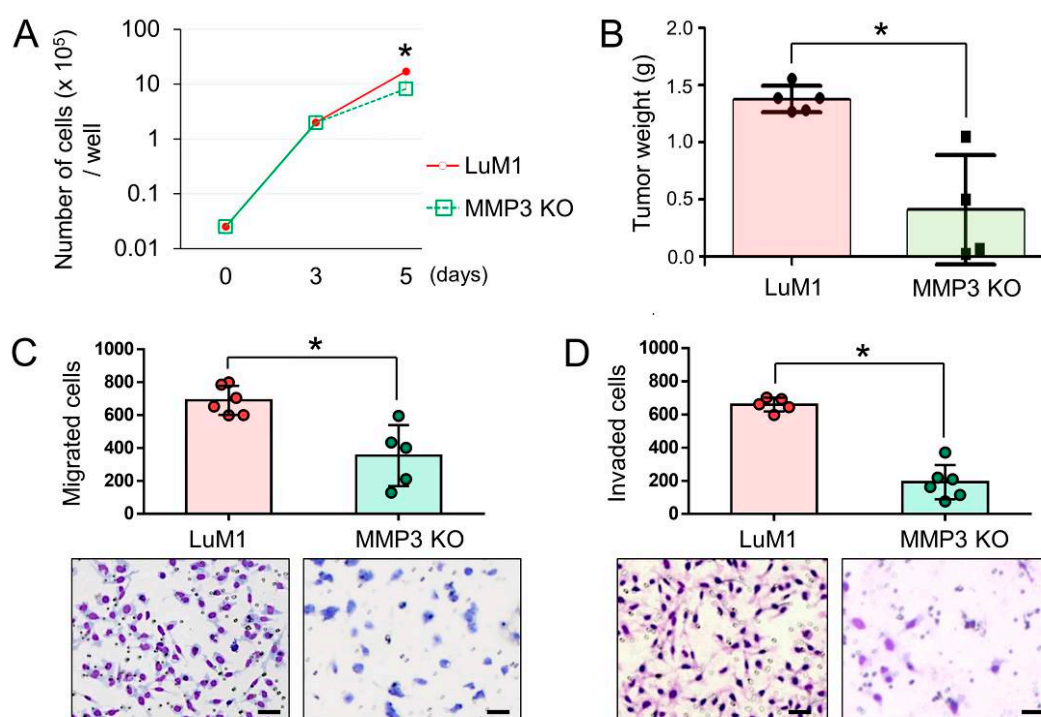 A
Number of cells (x 10⁵)
/ well
100
10
1
0.1
0.01
0
3
5
(days)
*
LuM1
MMP3 KO
B
Tumor weight (g)
2.0
1.5
1.0
0.5
0.0
*
LuM1
MMP3 KO
C
Migrated cells
1000
800
600
400
200
0
*
LuM1
MMP3 KO
D
Invaded cells
1000
800
600
400
200
0
*
LuM1
MMP3 KO